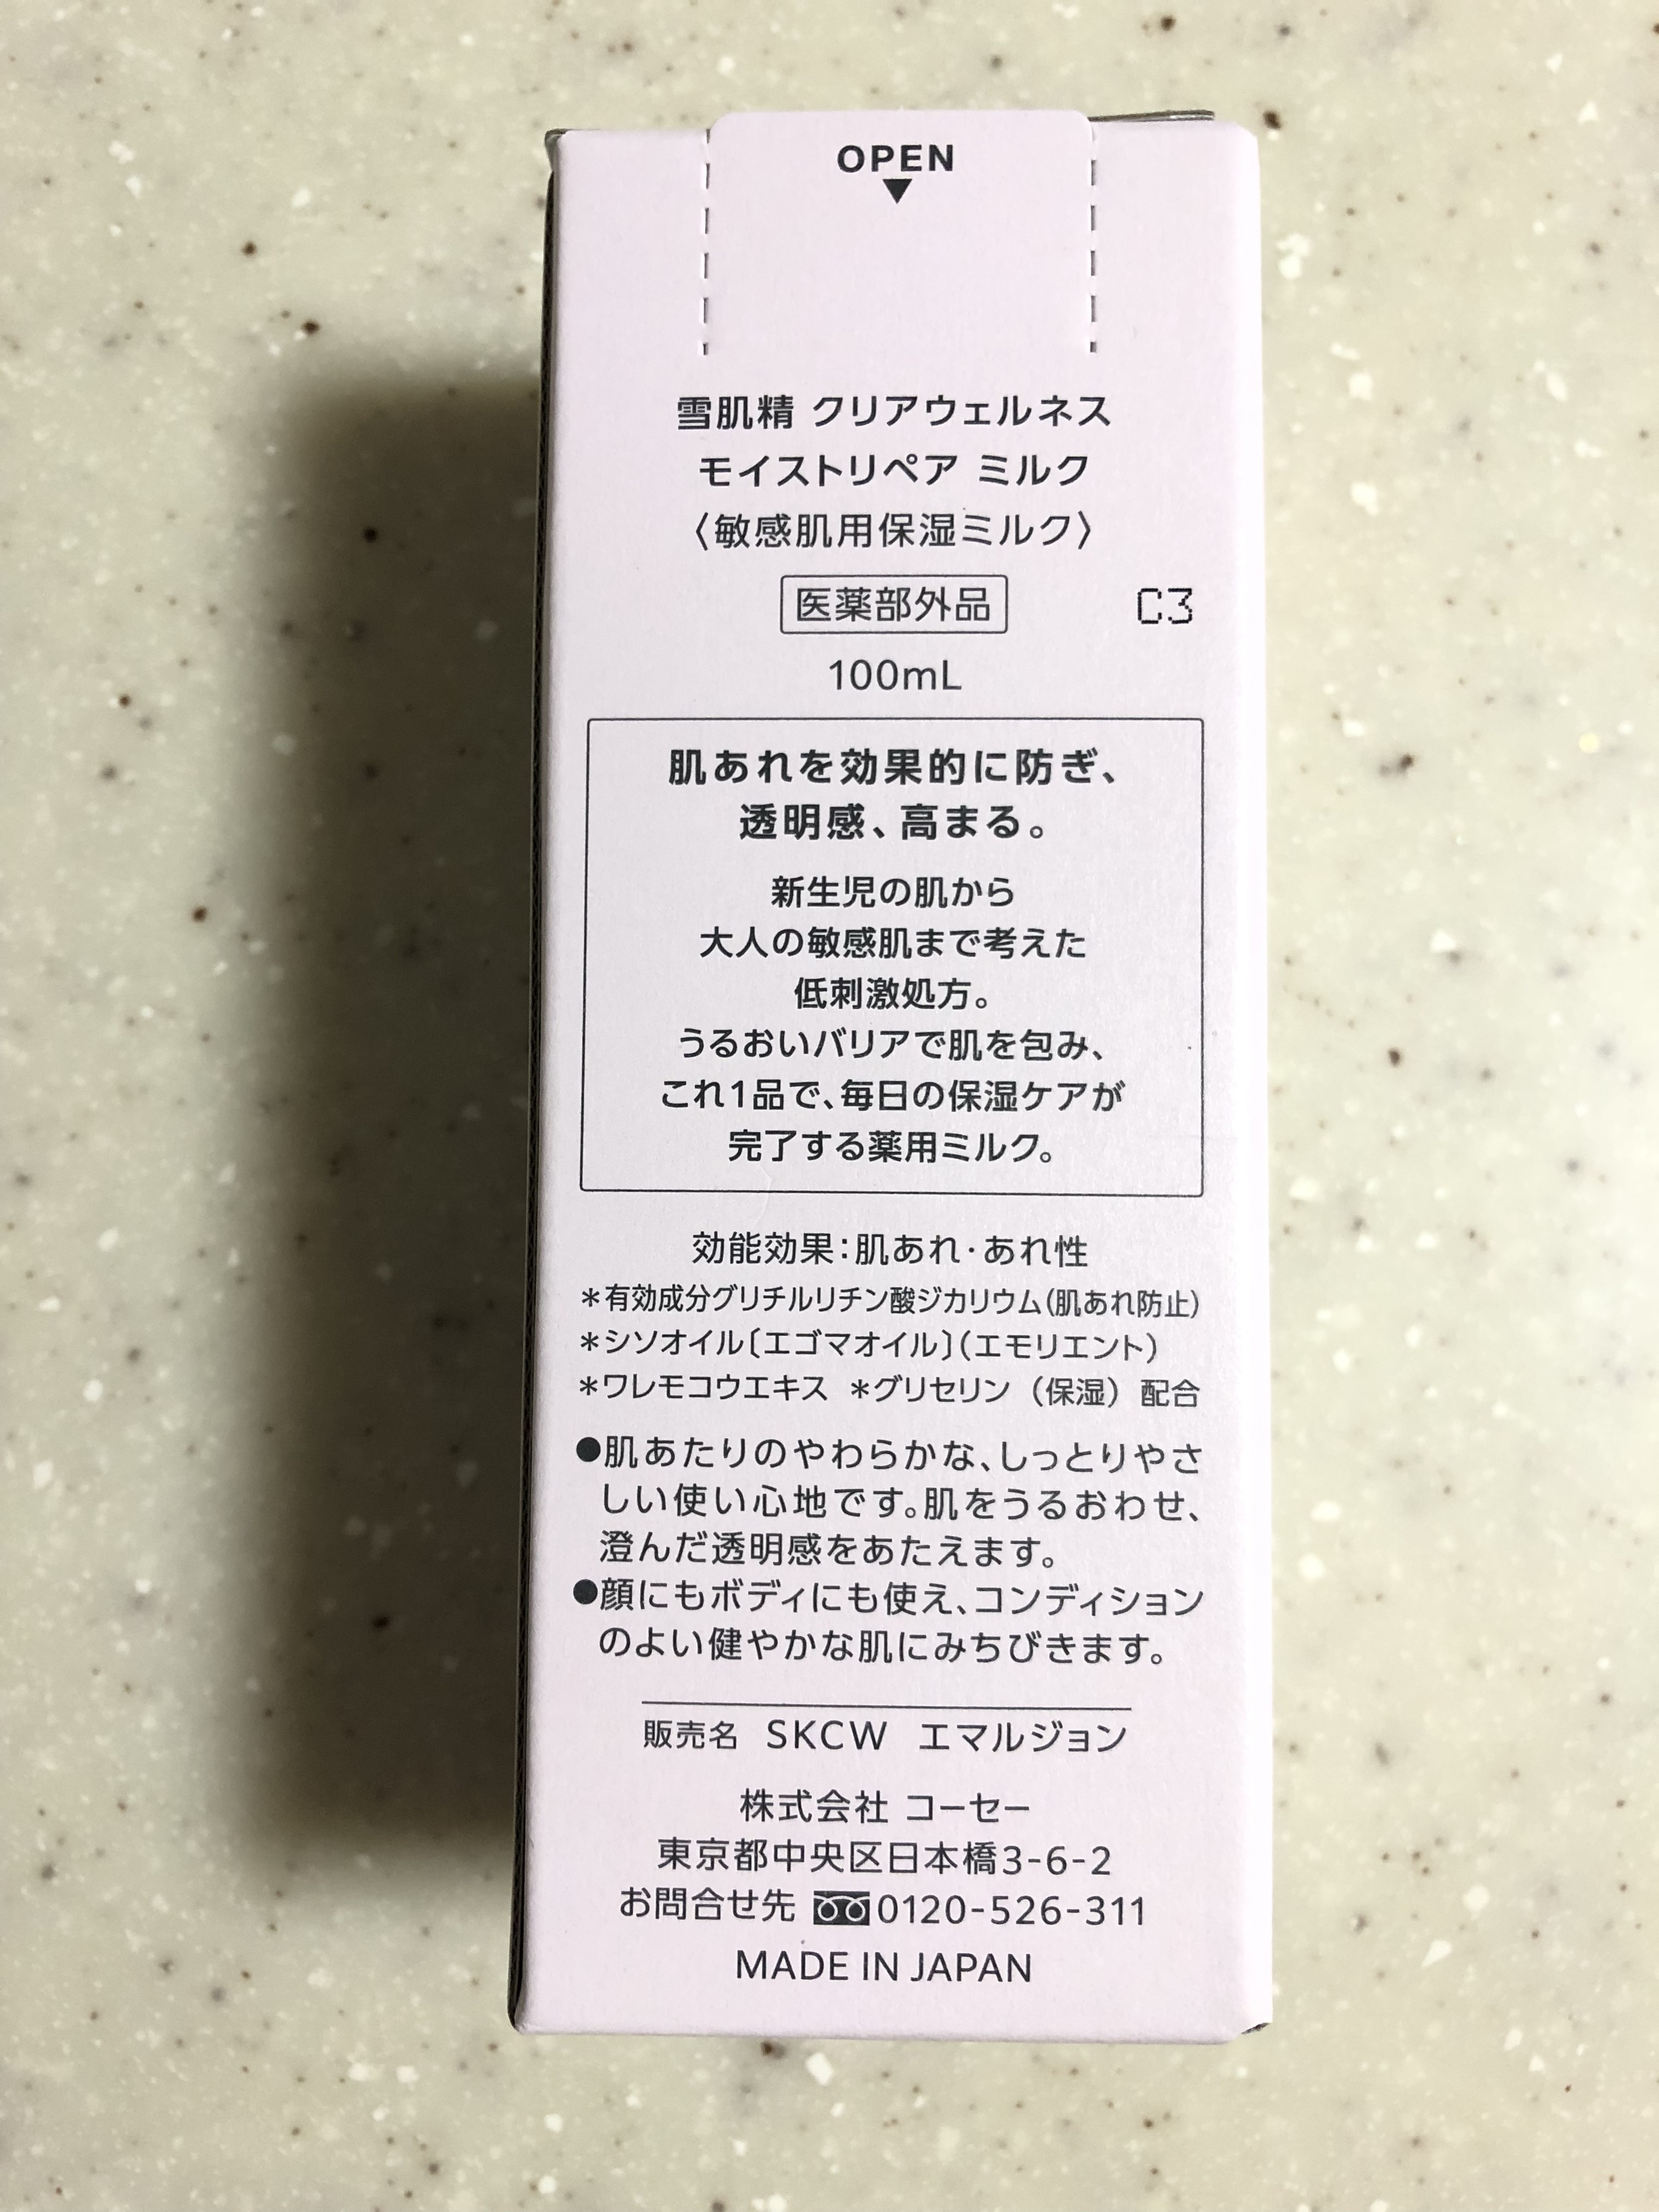 OPEN
▼
雪肌精 クリアウェルネス
モイストリペア ミルク
〈敏感肌用保湿ミルク〉
医薬部外品
C3
100mL
肌あれを効果的に防ぎ、
透明感、高まる。
新生児の肌から
大人の敏感肌まで考えた
低刺激処方。
うるおいバリアで肌を包み、
これ1品で、毎日の保湿ケアが
完了する薬用ミルク。
効能効果：肌あれ・あれ性
＊有効成分グリチルリチン酸ジカリウム（肌あれ防止）
＊シソオイル〔エゴマオイル〕（エモリエント）
＊ワレモコウエキス ＊グリセリン （保湿） 配合
●肌あたりのやわらかな、しっとりやさ
しい使い心地です。肌をうるおわせ、
澄んだ透明感をあたえます。
●顔にもボディにも使え、コンディション
のよい健やかな肌にみちびきます。
販売名 SKCW エマルジョン
株式会社 コーセー
東京都中央区日本橋3-6-2
お問合せ先 0120-526-311
MADE IN JAPAN